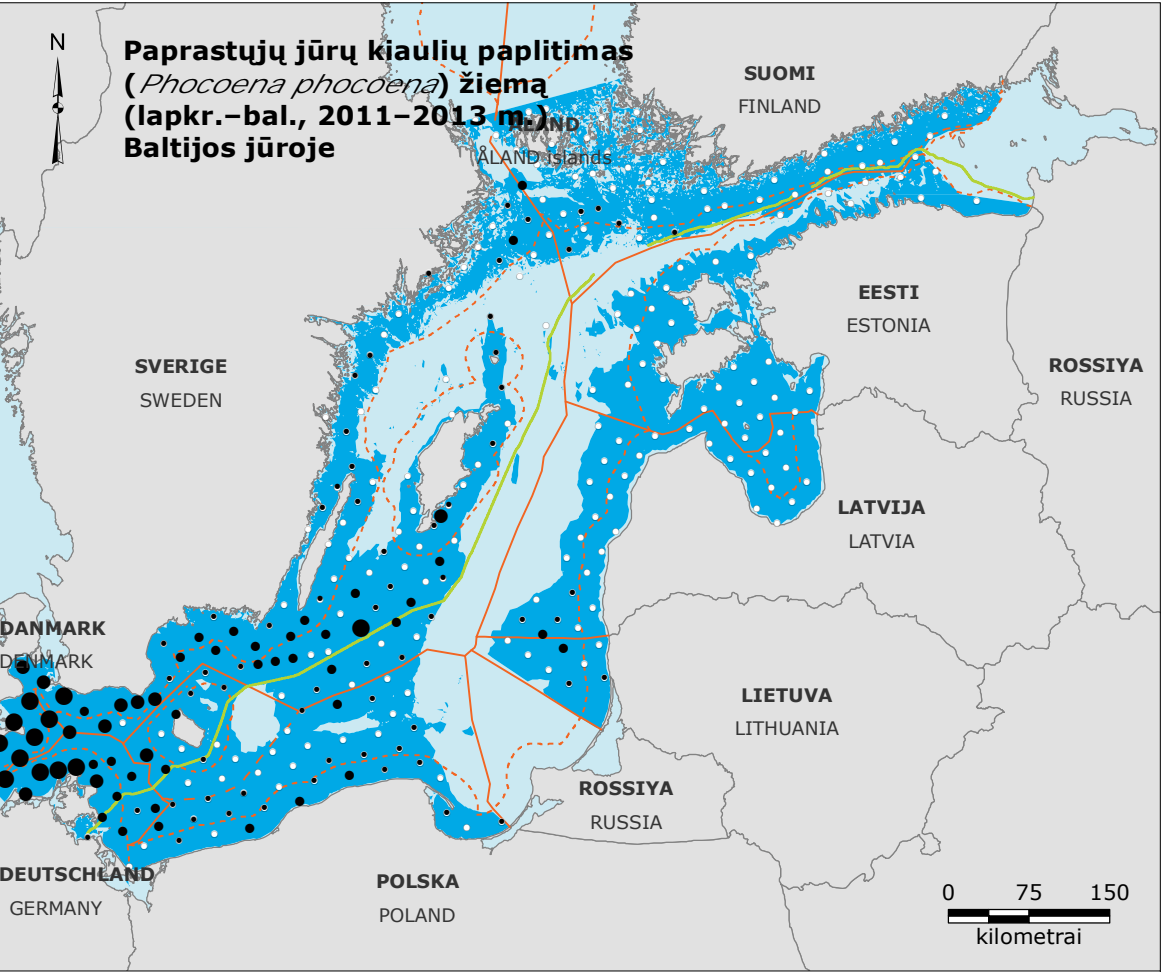 N
Paprastųjų jūrų kiaulių paplitimas
(Phocoena phocoena) žiemą
(lapkr.–bal., 2011–2013 m.)
Baltijos jūroje
SUOMI
FINLAND
ÅLAND
ÅLAND islands
EESTI
ESTONIA
SVERIGE
SWEDEN
ROSSIYA
RUSSIA
LATVIJA
LATVIA
DANMARK
DENMARK
LIETUVA
LITHUANIA
ROSSIYA
RUSSIA
DEUTSCHLAND
GERMANY
POLSKA
POLAND
0 75 150
kilometrai